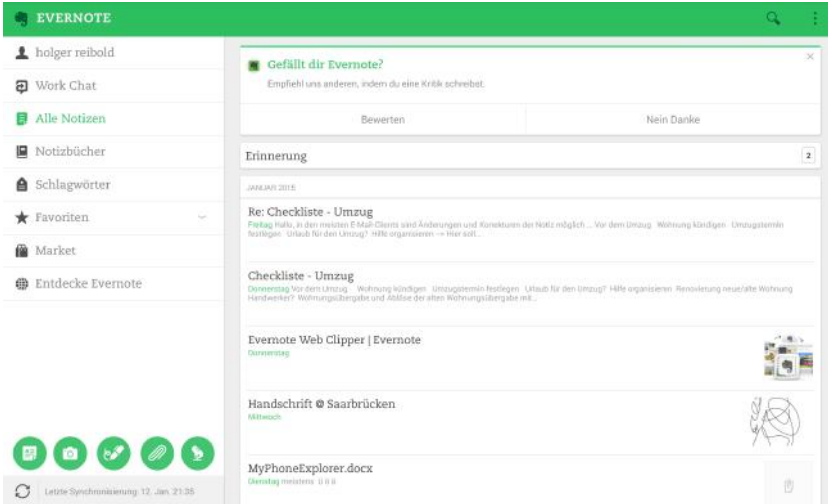 EVERNOTE
holger reibold
Work Chat
Alle Notizen
Notizbücher
Schlagwörter
Favoriten
Market
Entdecke Evernote
Letzte Synchronisierung: 12. Jan. 21:35
Gefällt dir Evernote?
Empfiehl uns anderen, indem du eine Kritik schreibst.
Bewerten
Nein Danke
Erinnerung
2
JANUAR 2015
Re: Checkliste - Umzug
Freitag Hallo, in den meisten E-Mail-Clients sind Änderungen und Korrekturen der Notiz möglich ... Vor dem Umzug Wohnung kündigen Umzugstermin
festlegen Urlaub für den Umzug? Hilfe organisieren --> Hier soll...
Checkliste - Umzug
Donnerstag Vor dem Umzug Wohnung kündigen Umzugstermin festlegen Urlaub für den Umzug? Hilfe organisieren Renovierung neue/alte Wohnung
Handwerker? Wohnungsübergabe und Ablöse der alten Wohnungsübergabe mit...
Evernote Web Clipper | Evernote
Donnerstag
Handschrift @ Saarbrücken
Mittwoch
MyPhoneExplorer.docx
Dienstag meistens ü ü ü